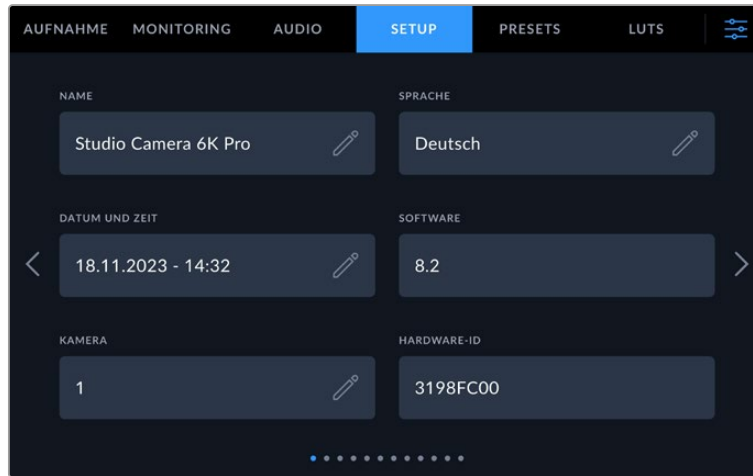 AUFNAHME MONITORING AUDIO SETUP PRESETS LUTS
NAME SPRACHE
Studio Camera 6K Pro Deutsch
DATUM UND ZEIT SOFTWARE
18.11.2023 - 14:32 8.2
KAMERA HARDWARE-ID
1 3198FC00